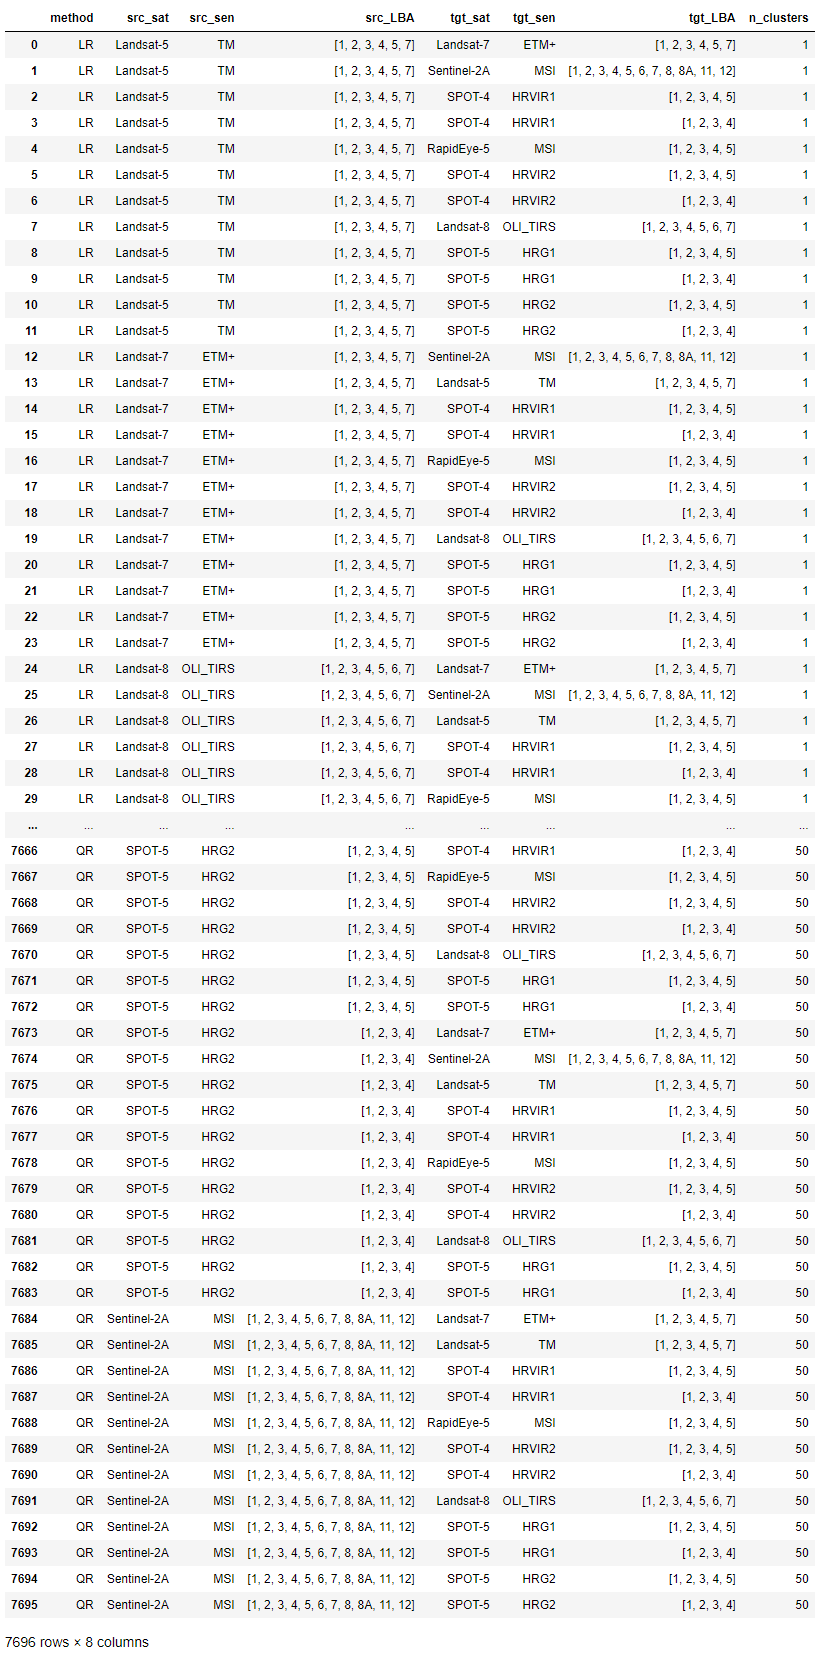 method src_sat src_sen src_LBA tgt_sat tgt_sen tgt_LBA n_clusters
0 LR Landsat-5 TM [1, 2, 3, 4, 5, 7] Landsat-7 ETM+ [1, 2, 3, 4, 5, 7] 1
1 LR Landsat-5 TM [1, 2, 3, 4, 5, 7] Sentinel-2A MSI [1, 2, 3, 4, 5, 6, 7, 8, 8A, 11, 12] 1
2 LR Landsat-5 TM [1, 2, 3, 4, 5, 7] SPOT-4 HRVIR1 [1, 2, 3, 4, 5] 1
3 LR Landsat-5 TM [1, 2, 3, 4, 5, 7] SPOT-4 HRVIR1 [1, 2, 3, 4] 1
4 LR Landsat-5 TM [1, 2, 3, 4, 5, 7] RapidEye-5 MSI [1, 2, 3, 4, 5] 1
5 LR Landsat-5 TM [1, 2, 3, 4, 5, 7] SPOT-4 HRVIR2 [1, 2, 3, 4, 5] 1
6 LR Landsat-5 TM [1, 2, 3, 4, 5, 7] SPOT-4 HRVIR2 [1, 2, 3, 4] 1
7 LR Landsat-5 TM [1, 2, 3, 4, 5, 7] Landsat-8 OLI_TIRS [1, 2, 3, 4, 5, 6, 7] 1
8 LR Landsat-5 TM [1, 2, 3, 4, 5, 7] SPOT-5 HRG1 [1, 2, 3, 4, 5] 1
9 LR Landsat-5 TM [1, 2, 3, 4, 5, 7] SPOT-5 HRG1 [1, 2, 3, 4] 1
10 LR Landsat-5 TM [1, 2, 3, 4, 5, 7] SPOT-5 HRG2 [1, 2, 3, 4, 5] 1
11 LR Landsat-5 TM [1, 2, 3, 4, 5, 7] SPOT-5 HRG2 [1, 2, 3, 4] 1
12 LR Landsat-7 ETM+ [1, 2, 3, 4, 5, 7] Sentinel-2A MSI [1, 2, 3, 4, 5, 6, 7, 8, 8A, 11, 12] 1
13 LR Landsat-7 ETM+ [1, 2, 3, 4, 5, 7] Landsat-5 TM [1, 2, 3, 4, 5, 7] 1
14 LR Landsat-7 ETM+ [1, 2, 3, 4, 5, 7] SPOT-4 HRVIR1 [1, 2, 3, 4, 5] 1
15 LR Landsat-7 ETM+ [1, 2, 3, 4, 5, 7] SPOT-4 HRVIR1 [1, 2, 3, 4] 1
16 LR Landsat-7 ETM+ [1, 2, 3, 4, 5, 7] RapidEye-5 MSI [1, 2, 3, 4, 5] 1
17 LR Landsat-7 ETM+ [1, 2, 3, 4, 5, 7] SPOT-4 HRVIR2 [1, 2, 3, 4, 5] 1
18 LR Landsat-7 ETM+ [1, 2, 3, 4, 5, 7] SPOT-4 HRVIR2 [1, 2, 3, 4] 1
19 LR Landsat-7 ETM+ [1, 2, 3, 4, 5, 7] Landsat-8 OLI_TIRS [1, 2, 3, 4, 5, 6, 7] 1
20 LR Landsat-7 ETM+ [1, 2, 3, 4, 5, 7] SPOT-5 HRG1 [1, 2, 3, 4, 5] 1
21 LR Landsat-7 ETM+ [1, 2, 3, 4, 5, 7] SPOT-5 HRG1 [1, 2, 3, 4] 1
22 LR Landsat-7 ETM+ [1, 2, 3, 4, 5, 7] SPOT-5 HRG2 [1, 2, 3, 4, 5] 1
23 LR Landsat-7 ETM+ [1, 2, 3, 4, 5, 7] SPOT-5 HRG2 [1, 2, 3, 4] 1
24 LR Landsat-8 OLI_TIRS [1, 2, 3, 4, 5, 6, 7] Landsat-7 ETM+ [1, 2, 3, 4, 5, 7] 1
25 LR Landsat-8 OLI_TIRS [1, 2, 3, 4, 5, 6, 7] Sentinel-2A MSI [1, 2, 3, 4, 5, 6, 7, 8, 8A, 11, 12] 1
26 LR Landsat-8 OLI_TIRS [1, 2, 3, 4, 5, 6, 7] Landsat-5 TM [1, 2, 3, 4, 5, 7] 1
27 LR Landsat-8 OLI_TIRS [1, 2, 3, 4, 5, 6, 7] SPOT-4 HRVIR1 [1, 2, 3, 4, 5] 1
28 LR Landsat-8 OLI_TIRS [1, 2, 3, 4, 5, 6, 7] SPOT-4 HRVIR1 [1, 2, 3, 4] 1
29 LR Landsat-8 OLI_TIRS [1, 2, 3, 4, 5, 6, 7] RapidEye-5 MSI [1, 2, 3, 4, 5] 1
... ... ... ... ... ... ... ... ...
7666 QR SPOT-5 HRG2 [1, 2, 3, 4, 5] SPOT-4 HRVIR1 [1, 2, 3, 4] 50
7667 QR SPOT-5 HRG2 [1, 2, 3, 4, 5] RapidEye-5 MSI [1, 2, 3, 4, 5] 50
7668 QR SPOT-5 HRG2 [1, 2, 3, 4, 5] SPOT-4 HRVIR2 [1, 2, 3, 4, 5] 50
7669 QR SPOT-5 HRG2 [1, 2, 3, 4, 5] SPOT-4 HRVIR2 [1, 2, 3, 4] 50
7670 QR SPOT-5 HRG2 [1, 2, 3, 4, 5] Landsat-8 OLI_TIRS [1, 2, 3, 4, 5, 6, 7] 50
7671 QR SPOT-5 HRG2 [1, 2, 3, 4, 5] SPOT-5 HRG1 [1, 2, 3, 4, 5] 50
7672 QR SPOT-5 HRG2 [1, 2, 3, 4, 5] SPOT-5 HRG1 [1, 2, 3, 4] 50
7673 QR SPOT-5 HRG2 [1, 2, 3, 4] Landsat-7 ETM+ [1, 2, 3, 4, 5, 7] 50
7674 QR SPOT-5 HRG2 [1, 2, 3, 4] Sentinel-2A MSI [1, 2, 3, 4, 5, 6, 7, 8, 8A, 11, 12] 50
7675 QR SPOT-5 HRG2 [1, 2, 3, 4] Landsat-5 TM [1, 2, 3, 4, 5, 7] 50
7676 QR SPOT-5 HRG2 [1, 2, 3, 4] SPOT-4 HRVIR1 [1, 2, 3, 4, 5] 50
7677 QR SPOT-5 HRG2 [1, 2, 3, 4] SPOT-4 HRVIR1 [1, 2, 3, 4] 50
7678 QR SPOT-5 HRG2 [1, 2, 3, 4] RapidEye-5 MSI [1, 2, 3, 4, 5] 50
7679 QR SPOT-5 HRG2 [1, 2, 3, 4] SPOT-4 HRVIR2 [1, 2, 3, 4, 5] 50
7680 QR SPOT-5 HRG2 [1, 2, 3, 4] SPOT-4 HRVIR2 [1, 2, 3, 4] 50
7681 QR SPOT-5 HRG2 [1, 2, 3, 4] Landsat-8 OLI_TIRS [1, 2, 3, 4, 5, 6, 7] 50
7682 QR SPOT-5 HRG2 [1, 2, 3, 4] SPOT-5 HRG1 [1, 2, 3, 4, 5] 50
7683 QR SPOT-5 HRG2 [1, 2, 3, 4] SPOT-5 HRG1 [1, 2, 3, 4] 50
7684 QR Sentinel-2A MSI [1, 2, 3, 4, 5, 6, 7, 8, 8A, 11, 12] Landsat-7 ETM+ [1, 2, 3, 4, 5, 7] 50
7685 QR Sentinel-2A MSI [1, 2, 3, 4, 5, 6, 7, 8, 8A, 11, 12] Landsat-5 TM [1, 2, 3, 4, 5, 7] 50
7686 QR Sentinel-2A MSI [1, 2, 3, 4, 5, 6, 7, 8, 8A, 11, 12] SPOT-4 HRVIR1 [1, 2, 3, 4, 5] 50
7687 QR Sentinel-2A MSI [1, 2, 3, 4, 5, 6, 7, 8, 8A, 11, 12] SPOT-4 HRVIR1 [1, 2, 3, 4] 50
7688 QR Sentinel-2A MSI [1, 2, 3, 4, 5, 6, 7, 8, 8A, 11, 12] RapidEye-5 MSI [1, 2, 3, 4, 5] 50
7689 QR Sentinel-2A MSI [1, 2, 3, 4, 5, 6, 7, 8, 8A, 11, 12] SPOT-4 HRVIR2 [1, 2, 3, 4, 5] 50
7690 QR Sentinel-2A MSI [1, 2, 3, 4, 5, 6, 7, 8, 8A, 11, 12] SPOT-4 HRVIR2 [1, 2, 3, 4] 50
7691 QR Sentinel-2A MSI [1, 2, 3, 4, 5, 6, 7, 8, 8A, 11, 12] Landsat-8 OLI_TIRS [1, 2, 3, 4, 5, 6, 7] 50
7692 QR Sentinel-2A MSI [1, 2, 3, 4, 5, 6, 7, 8, 8A, 11, 12] SPOT-5 HRG1 [1, 2, 3, 4, 5] 50
7693 QR Sentinel-2A MSI [1, 2, 3, 4, 5, 6, 7, 8, 8A, 11, 12] SPOT-5 HRG1 [1, 2, 3, 4] 50
7694 QR Sentinel-2A MSI [1, 2, 3, 4, 5, 6, 7, 8, 8A, 11, 12] SPOT-5 HRG2 [1, 2, 3, 4, 5] 50
7695 QR Sentinel-2A MSI [1, 2, 3, 4, 5, 6, 7, 8, 8A, 11, 12] SPOT-5 HRG2 [1, 2, 3, 4] 50
7696 rows × 8 columns